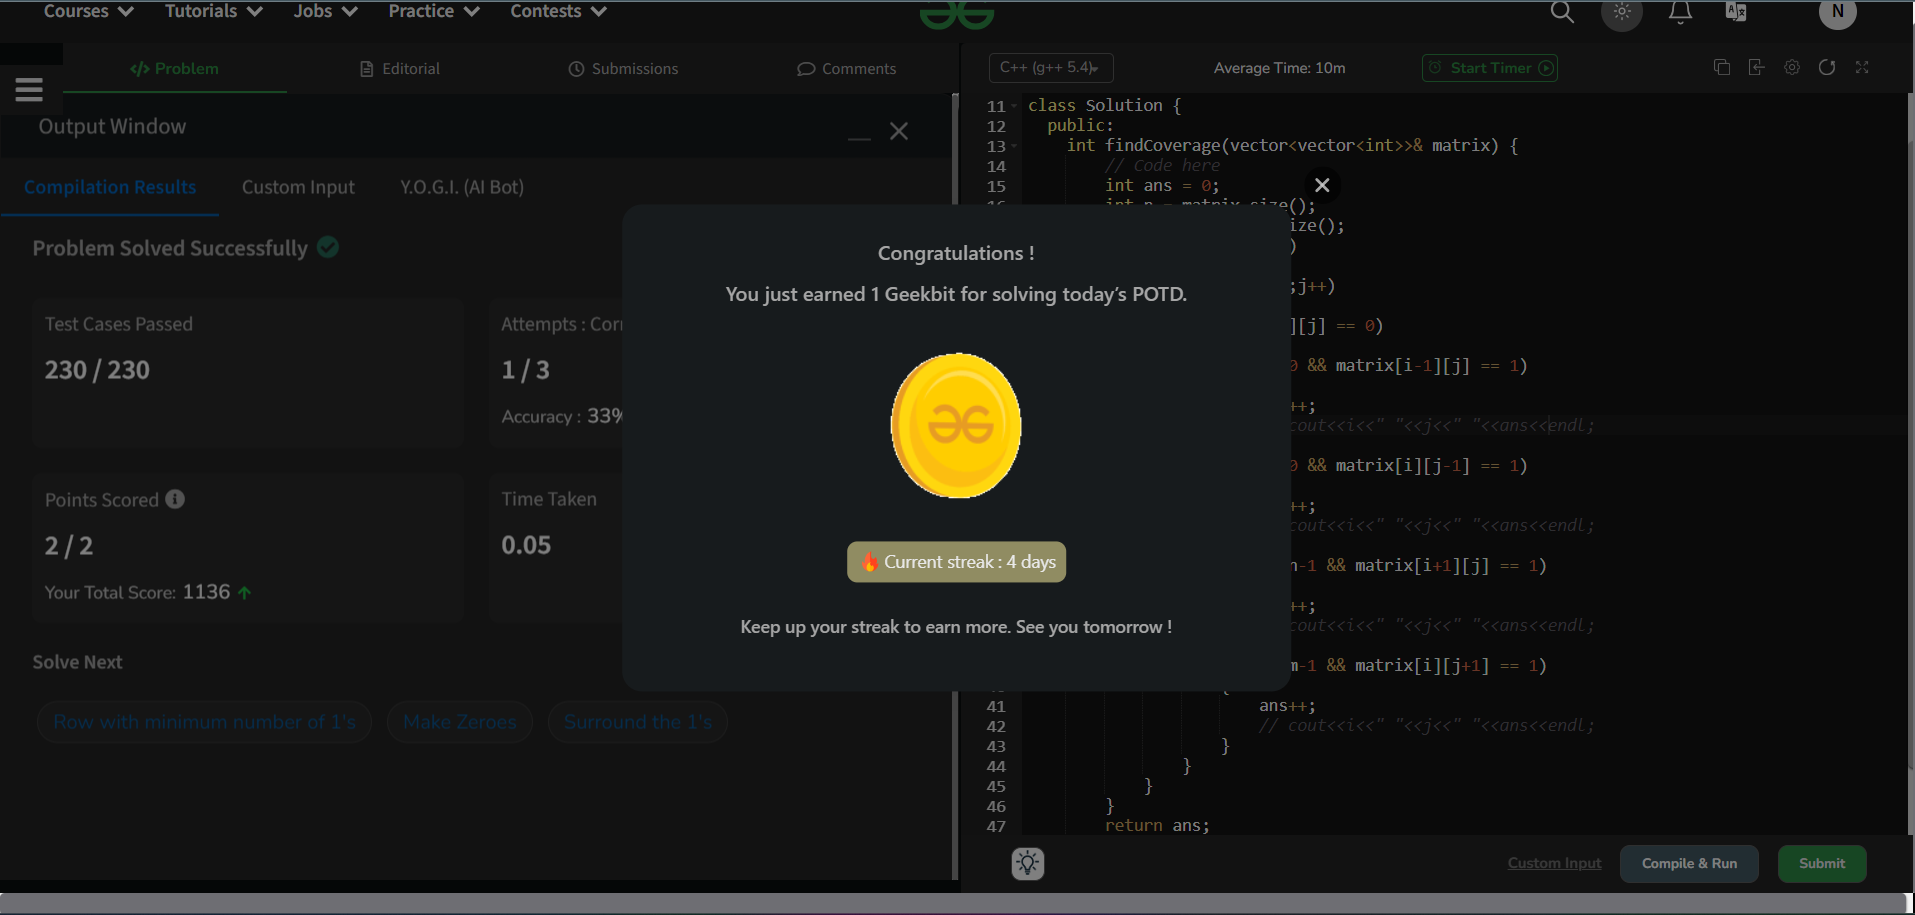 Courses Tutorials Jobs Practice Contests
N
Problem Editorial Submissions Comments
C++ (g++ 5.4) Average Time: 10m Start Timer
Output Window
Compilation Results Custom Input Y.O.G.I. (AI Bot)
Problem Solved Successfully
Test Cases Passed
230 / 230
Attempts : Corr
1 / 3
Accuracy : 33%
Points Scored
2 / 2
Your Total Score: 1136
Time Taken
0.05
Solve Next
Row with minimum number of 1's Make Zeroes Surround the 1's
Congratulations !
You just earned 1 Geekbit for solving today’s POTD.
Current streak : 4 days
Keep up your streak to earn more. See you tomorrow !
11 class Solution {
12 public:
13 int findCoverage(vector<vector<int>>& matrix) {
14 // Code here
15 int ans = 0;
16 int n = matrix.size();
ize();
)
;j++)
][j] == 0)
0 && matrix[i-1][j] == 1)
++;
cout<<i<<" "<<j<<" "<<ans<<endl;
0 && matrix[i][j-1] == 1)
++;
cout<<i<<" "<<j<<" "<<ans<<endl;
n-1 && matrix[i+1][j] == 1)
++;
cout<<i<<" "<<j<<" "<<ans<<endl;
m-1 && matrix[i][j+1] == 1)
{
41 ans++;
42 // cout<<i<<" "<<j<<" "<<ans<<endl;
43 }
44 }
45 }
46 }
47 return ans;
Custom Input Compile & Run Submit